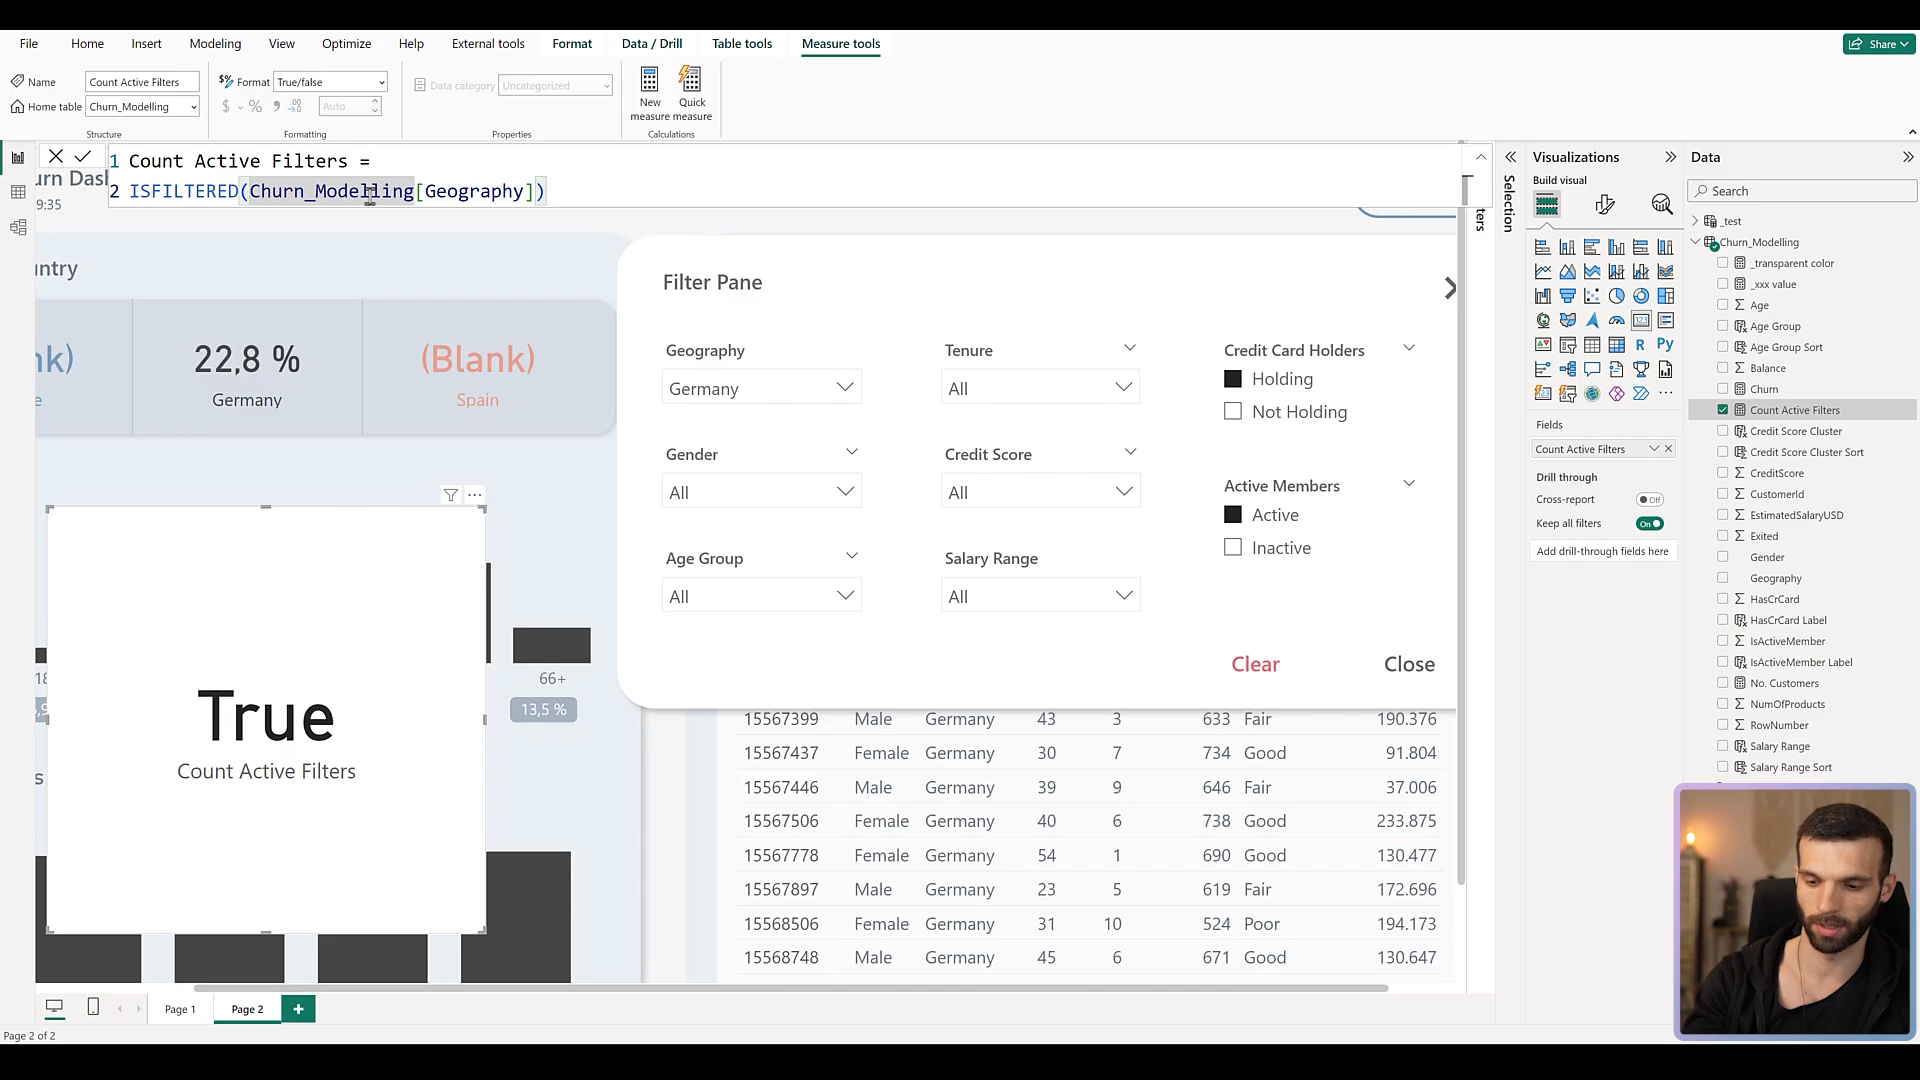 File Home Insert Modeling View Optimize Help External tools Format Data / Drill Table tools Measure tools
Share
Name Count Active Filters
Home table Churn_Modelling
Structure
$% Format True/false
$ % Auto
Formatting
Data category Uncategorized
Properties
New measure
Quick measure
Calculations
1 Count Active Filters =
2 ISFILTERED(Churn_Modelling[Geography])
urn Dash
9:35
untry
nk)
e
22,8 %
Germany
(Blank)
Spain
Filter Pane
Geography
Germany
Gender
All
Age Group
All
Tenure
All
Credit Score
All
Salary Range
All
Credit Card Holders
Holding
Not Holding
Active Members
Active
Inactive
Clear
Close
True
Count Active Filters
18
66+
13,5 %
s
15567399 Male Germany 43 3 633 Fair 190.376
15567437 Female Germany 30 7 734 Good 91.804
15567446 Male Germany 39 9 646 Fair 37.006
15567506 Female Germany 40 6 738 Good 233.875
15567778 Female Germany 54 1 690 Good 130.477
15567897 Male Germany 23 5 619 Fair 172.696
15568506 Female Germany 31 10 524 Poor 194.173
15568748 Male Germany 45 6 671 Good 130.647
Page 1
Page 2
Page 2 of 2
ters
Selection
Visualizations
Build visual
Fields
Count Active Filters
Drill through
Cross-report Off
Keep all filters On
Add drill-through fields here
Data
Search
_test
Churn_Modelling
_transparent color
_xxx value
Age
Age Group
Age Group Sort
Balance
Churn
Count Active Filters
Credit Score Cluster
Credit Score Cluster Sort
CreditScore
CustomerId
EstimatedSalaryUSD
Exited
Gender
Geography
HasCrCard
HasCrCard Label
IsActiveMember
IsActiveMember Label
No. Customers
NumOfProducts
RowNumber
Salary Range
Salary Range Sort